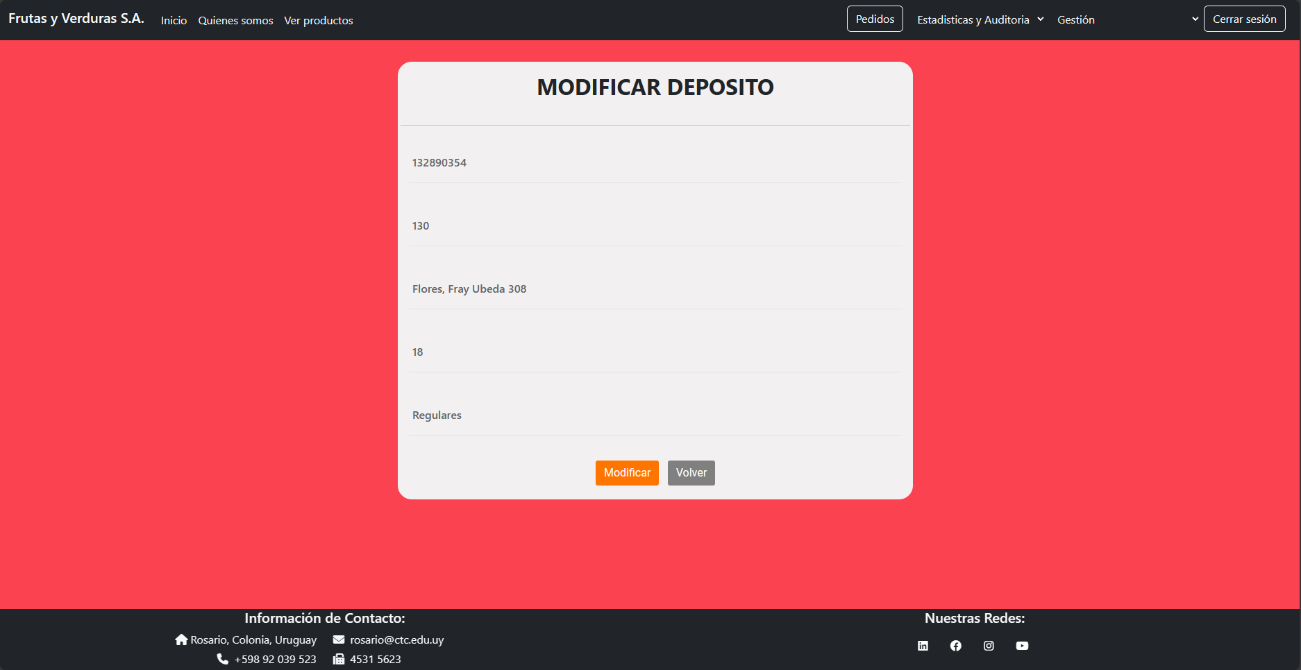 Frutas y Verduras S.A. Inicio Quienes somos Ver productos Pedidos Estadisticas y Auditoria Gestión Cerrar sesión
MODIFICAR DEPOSITO
132890354
130
Flores, Fray Ubeda 308
18
Regulares
Modificar Volver
Información de Contacto: Nuestras Redes:
Rosario, Colonia, Uruguay rosario@ctc.edu.uy
+598 92 039 523 4531 5623